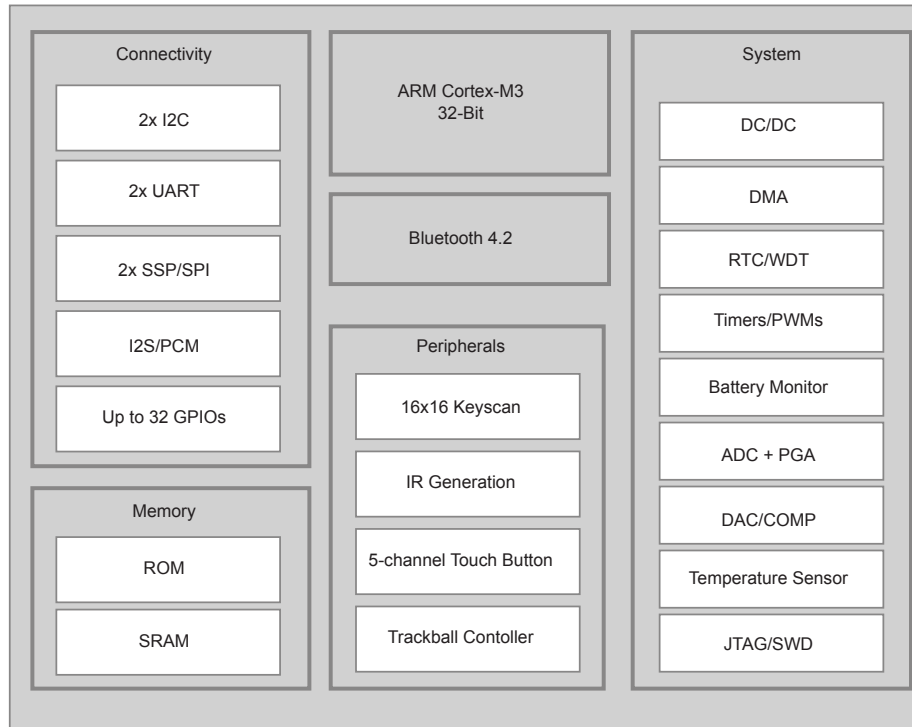 Connectivity
2x I2C
2x UART
2x SSP/SPI
I2S/PCM
Up to 32 GPIOs
Memory
ROM
SRAM
ARM Cortex-M3
32-Bit
Bluetooth 4.2
Peripherals
16x16 Keyscan
IR Generation
5-channel Touch Button
Trackball Contoller
System
DC/DC
DMA
RTC/WDT
Timers/PWMs
Battery Monitor
ADC + PGA
DAC/COMP
Temperature Sensor
JTAG/SWD